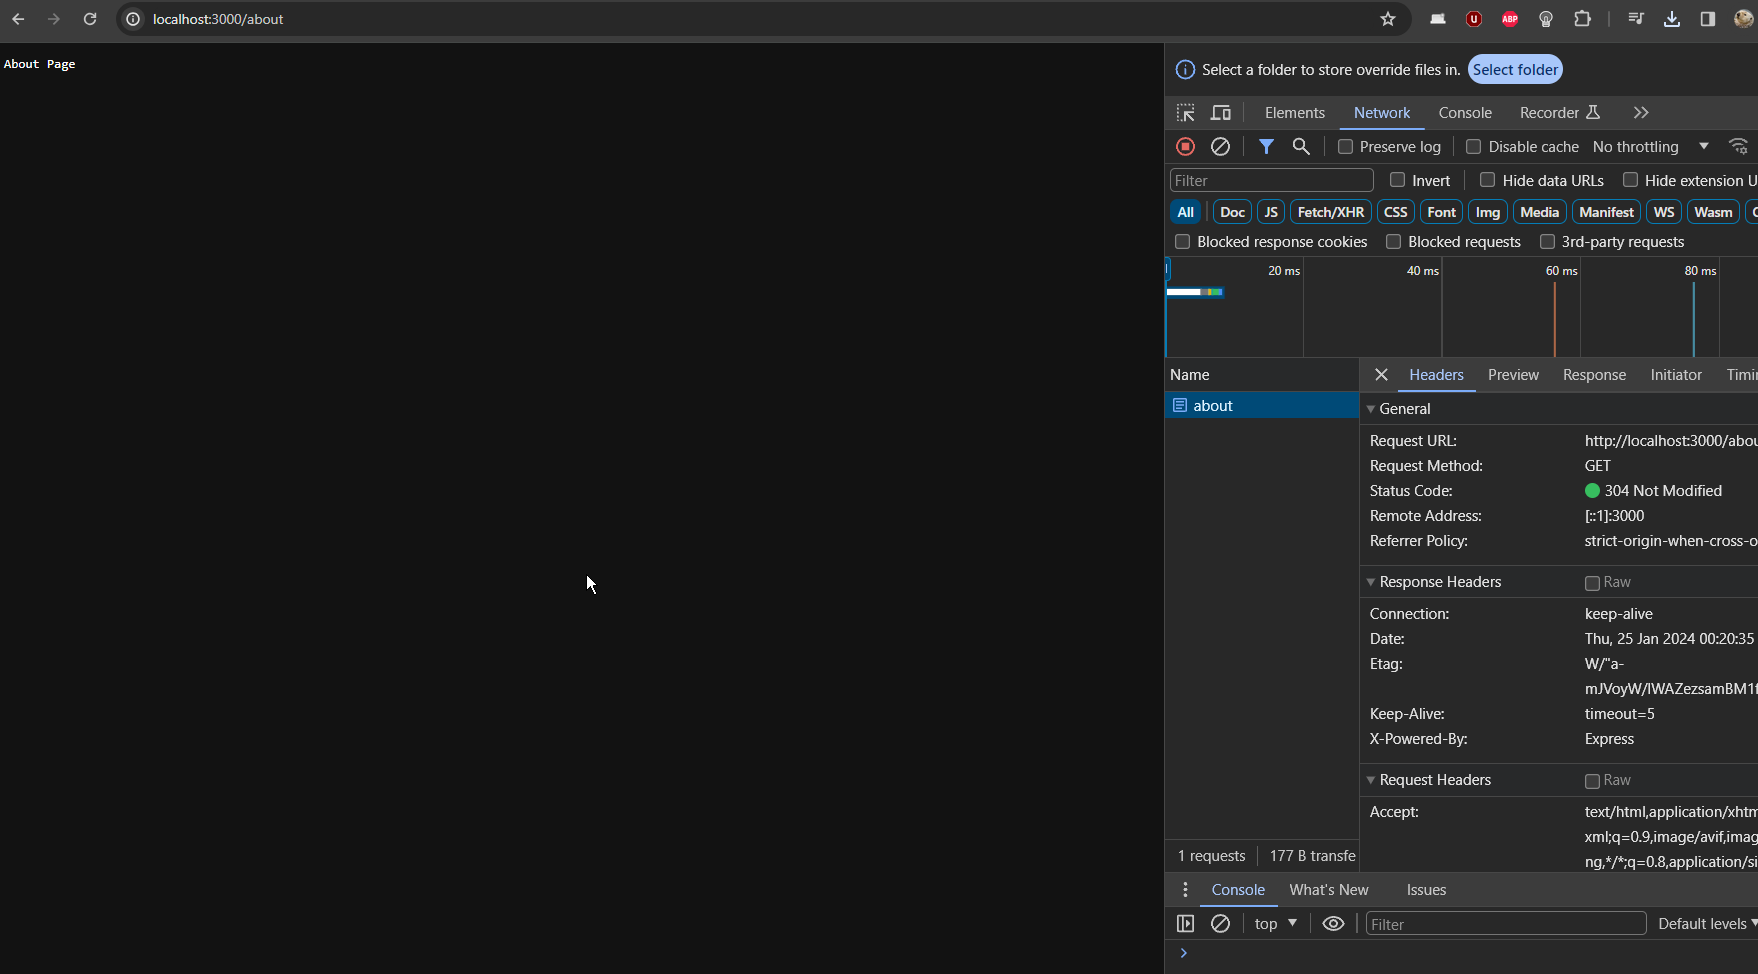 localhost:3000/about
U
ABP
About Page
Select a folder to store override files in. Select folder
Elements Network Console Recorder
Preserve log Disable cache No throttling
Filter Invert Hide data URLs Hide extension U
All Doc JS Fetch/XHR CSS Font Img Media Manifest WS Wasm
Blocked response cookies Blocked requests 3rd-party requests
20 ms 40 ms 60 ms 80 ms
Name
about
1 requests 177 B transfe
Headers Preview Response Initiator Timin
General
Request URL: http://localhost:3000/abou
Request Method: GET
Status Code: 304 Not Modified
Remote Address: [::1]:3000
Referrer Policy: strict-origin-when-cross-o
Response Headers Raw
Connection: keep-alive
Date: Thu, 25 Jan 2024 00:20:35
Etag: W/"a-
mJVoyW/IWAZezsamBM1f
Keep-Alive: timeout=5
X-Powered-By: Express
Request Headers Raw
Accept: text/html,application/xhtm
xml;q=0.9,image/avif,imag
ng,*/*;q=0.8,application/si
Console What's New Issues
top Filter Default levels